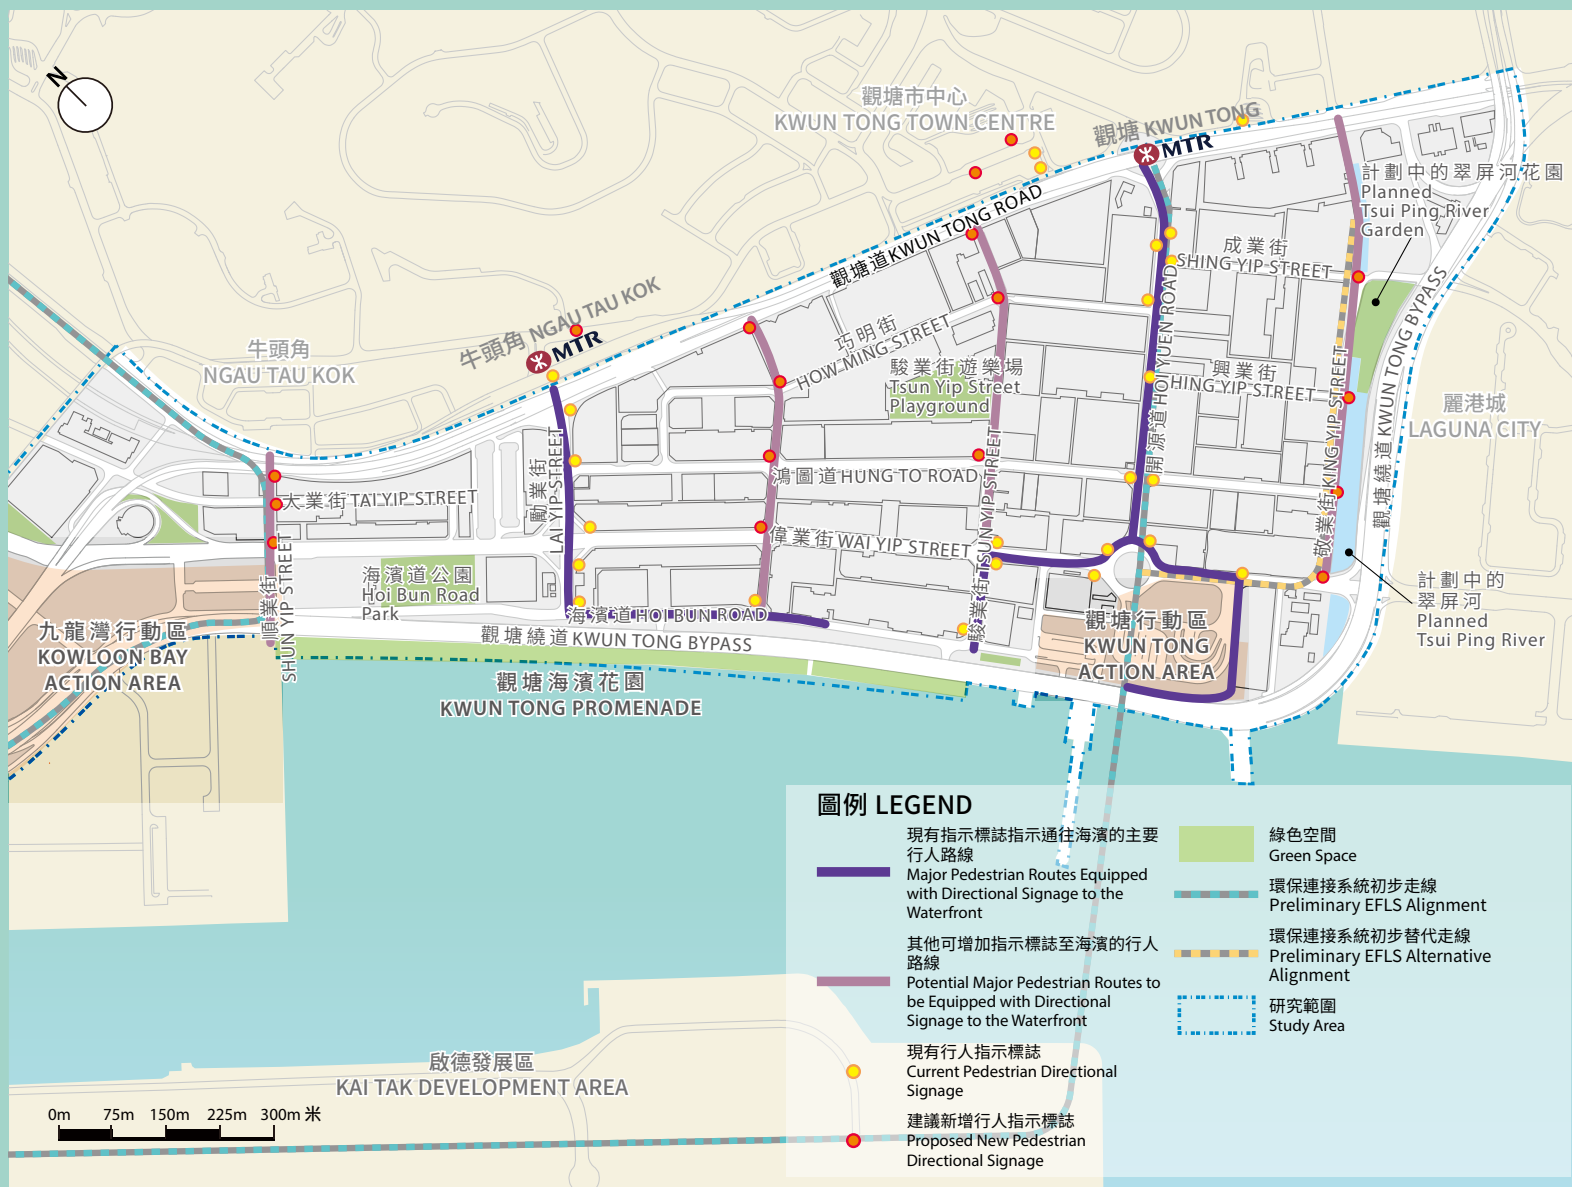 N
觀塘市中心
KWUN TONG TOWN CENTRE
觀塘 KWUN TONG
MTR
計劃中的翠屏河花園
Planned
Tsui Ping River
Garden
觀塘道KWUN TONG ROAD
成業街
SHING YIP STREET
牛頭角 NGAU TAU KOK
MTR
牛頭角
NGAU TAU KOK
巧明街
HOW MING STREET
駿業街遊樂場
Tsun Yip Street
Playground
開源道 HOI YUEN ROAD
興業街
HING YIP STREET
敬業街 KING YIP STREET
觀塘繞道 KWUN TONG BYPASS
麗港城
LAGUNA CITY
勵業街
LAI YIP STREET
鴻圖道 HUNG TO ROAD
大業街 TAI YIP STREET
偉業街 WAI YIP STREET
駿業街 TSUN YIP STREET
順業街
SHUN YIP STREET
海濱道公園
Hoi Bun Road
Park
海濱道 HOI BUN ROAD
觀塘繞道 KWUN TONG BYPASS
計劃中的
翠屏河
Planned
Tsui Ping River
九龍灣行動區
KOWLOON BAY
ACTION AREA
觀塘行動區
KWUN TONG
ACTION AREA
觀塘海濱花園
KWUN TONG PROMENADE
啟德發展區
KAI TAK DEVELOPMENT AREA
0m 75m 150m 225m 300m 米
圖例 LEGEND
現有指示標誌指示通往海濱的主要
行人路線
Major Pedestrian Routes Equipped
with Directional Signage to the
Waterfront
其他可增加指示標誌至海濱的行人
路線
Potential Major Pedestrian Routes to
be Equipped with Directional
Signage to the Waterfront
現有行人指示標誌
Current Pedestrian Directional
Signage
建議新增行人指示標誌
Proposed New Pedestrian
Directional Signage
綠色空間
Green Space
環保連接系統初步走線
Preliminary EFLS Alignment
環保連接系統初步替代走線
Preliminary EFLS Alternative
Alignment
研究範圍
Study Area